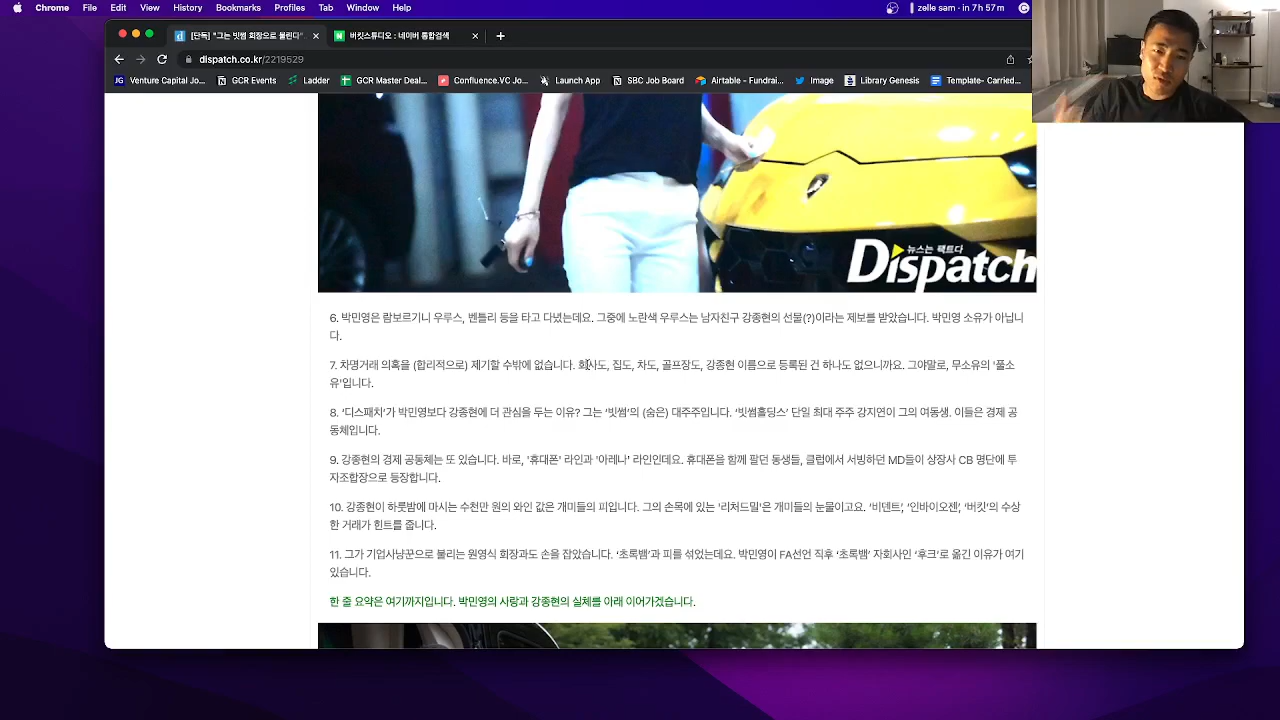 Chrome File Edit View History Bookmarks Profiles Tab Window Help
zelle sam · in 7 h 57 m
[단독] "그는 빗썸 회장으로 불린다"
버킷스튜디오 : 네이버 통합검색
dispatch.co.kr/2219529
Venture Capital Jo... GCR Events Ladder GCR Master Deal... Confluence.VC Jo... Launch App SBC Job Board Airtable - Fundrai... Image Library Genesis Template- Carried...
뉴스는 팩트다
Dispatch
6. 박민영은 람보르기니 우루스, 벤틀리 등을 타고 다녔는데요. 그중에 노란색 우루스는 남자친구 강종현의 선물(?)이라는 제보를 받았습니다. 박민영 소유가 아닙니
다.
7. 차명거래 의혹을 (합리적으로) 제기할 수밖에 없습니다. 회사도, 집도, 차도, 골프장도, 강종현 이름으로 등록된 건 하나도 없으니까요. 그야말로, 무소유의 '풀소
유'입니다.
8. ‘디스패치’가 박민영보다 강종현에 더 관심을 두는 이유? 그는 ‘빗썸’의 (숨은) 대주주입니다. ‘빗썸홀딩스’ 단일 최대 주주 강지연이 그의 여동생. 이들은 경제 공
동체입니다.
9. 강종현의 경제 공동체는 또 있습니다. 바로, '휴대폰' 라인과 '아레나' 라인인데요. 휴대폰을 함께 팔던 동생들, 클럽에서 서빙하던 MD들이 상장사 CB 명단에 투
자조합장으로 등장합니다.
10. 강종현이 하룻밤에 마시는 수천만 원의 와인 값은 개미들의 피입니다. 그의 손목에 있는 '리처드밀'은 개미들의 눈물이고요. ‘비덴트’, ‘인바이오젠’, ‘버킷’의 수상
한 거래가 힌트를 줍니다.
11. 그가 기업사냥꾼으로 불리는 원영식 회장과도 손을 잡았습니다. ‘초록뱀’과 피를 섞었는데요. 박민영이 FA선언 직후 ‘초록뱀’ 자회사인 ‘후크’로 옮긴 이유가 여기
있습니다.
한 줄 요약은 여기까지입니다. 박민영의 사랑과 강종현의 실체를 아래 이어가겠습니다.